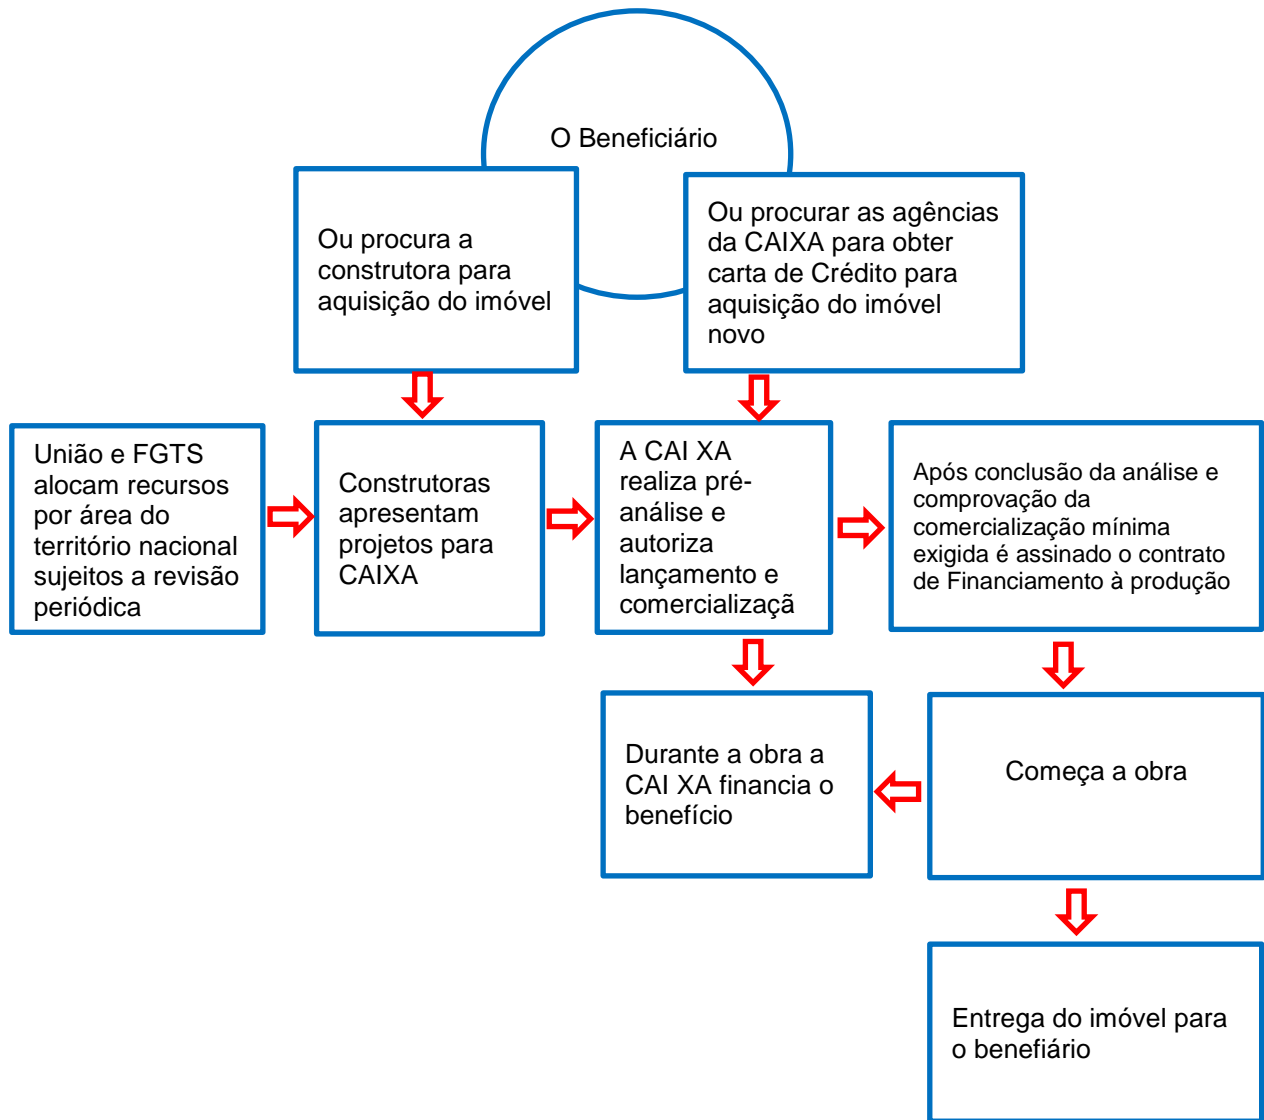 O Beneficiário
Ou procura a
construtora para
aquisição do imóvel
Ou procurar as agências
da CAIXA para obter
carta de Crédito para
aquisição do imóvel
novo
União e FGTS
alocam recursos
por área do
território nacional
sujeitos a revisão
periódica
Construtoras
apresentam
projetos para
CAIXA
A CAI XA
realiza pré-
análise e
autoriza
lançamento e
comercializaçã
Após conclusão da análise e
comprovação da
comercialização mínima
exigida é assinado o contrato
de Financiamento à produção
Durante a obra a
CAI XA financia o
benefício
Começa a obra
Entrega do imóvel para
o benefiário